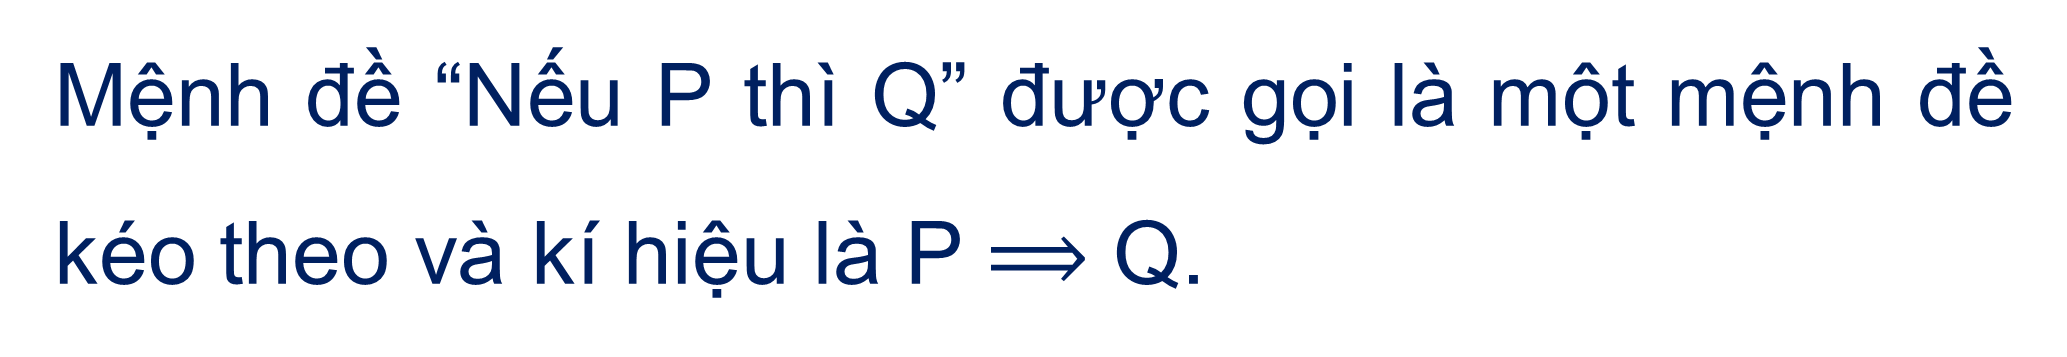 Mệnh đề “Nếu P thì Q” được gọi là một mệnh đề
kéo theo và kí hiệu là P ⟹ Q.